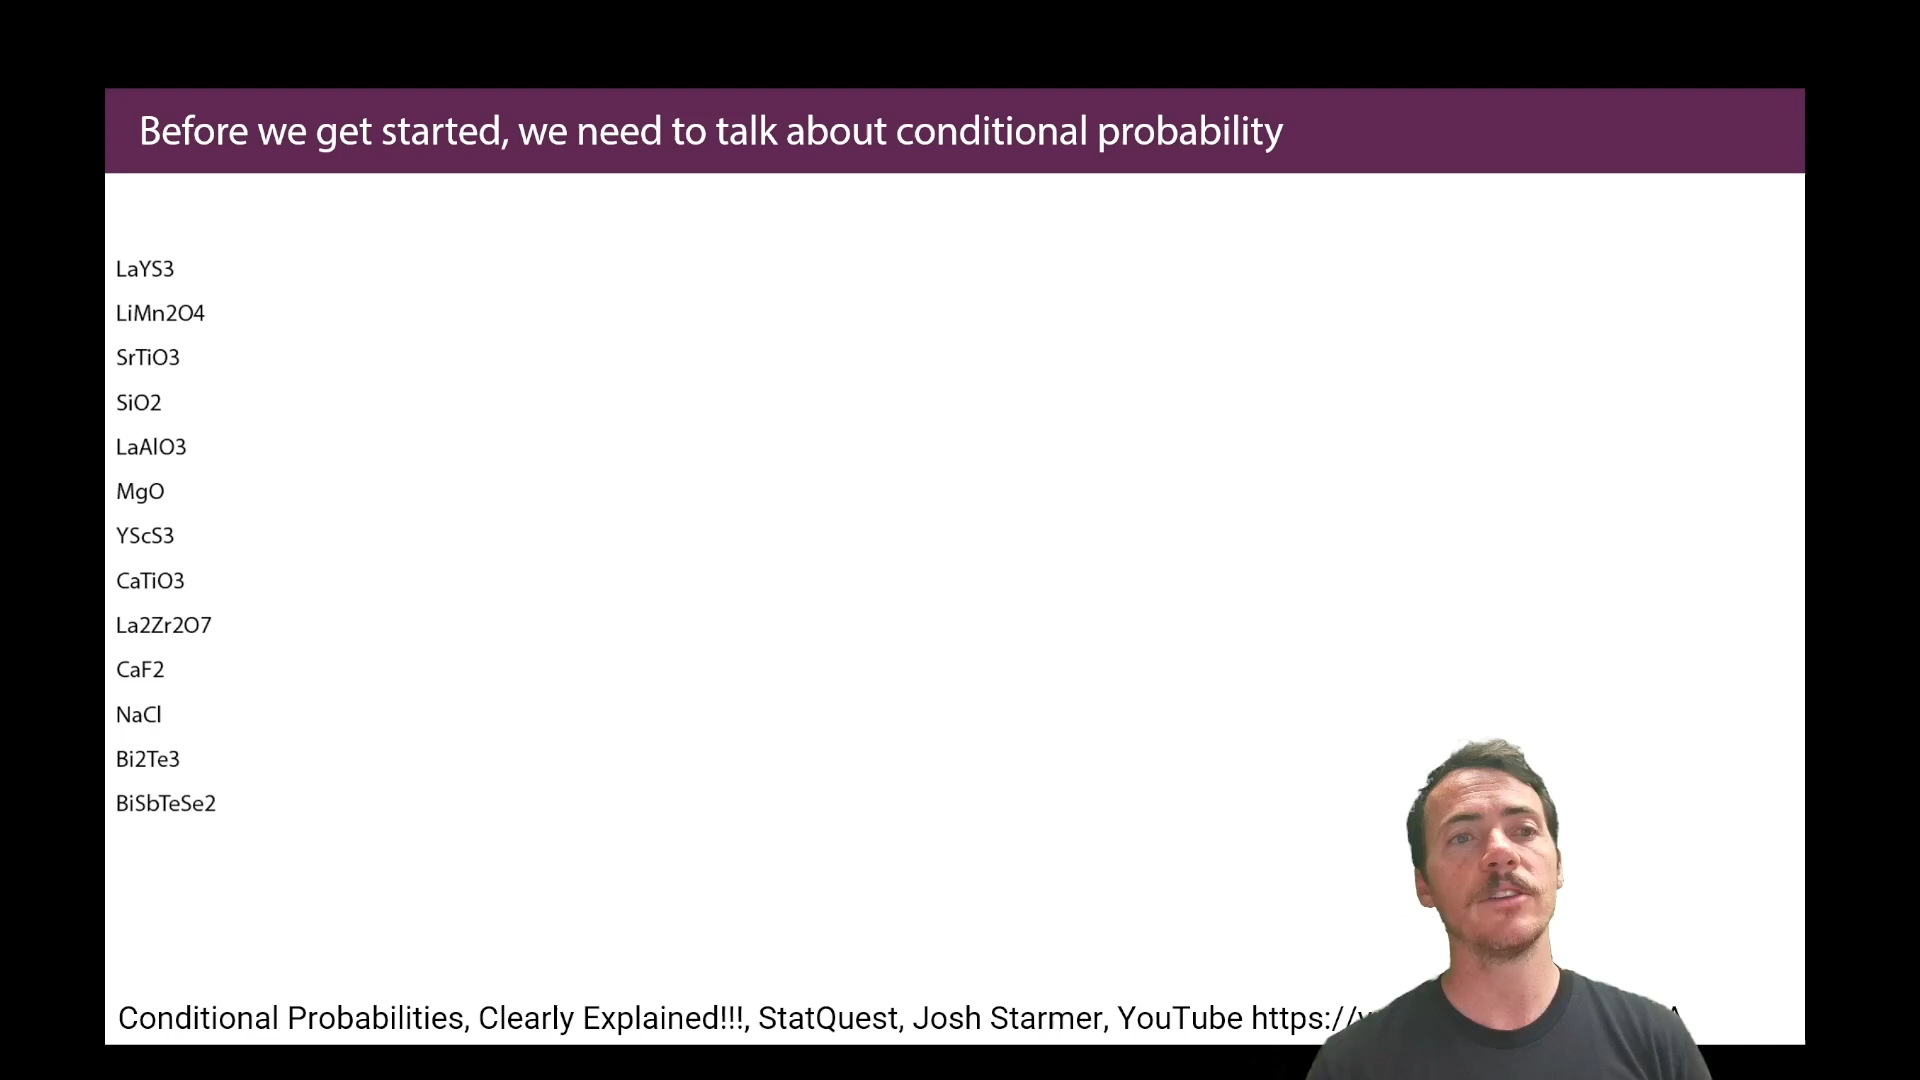 Before we get started, we need to talk about conditional probability
LaYS3
LiMn2O4
SrTiO3
SiO2
LaAlO3
MgO
YScS3
CaTiO3
La2Zr2O7
CaF2
NaCl
Bi2Te3
BiSbTeSe2
Conditional Probabilities, Clearly Explained!!!, StatQuest, Josh Starmer, YouTube https://